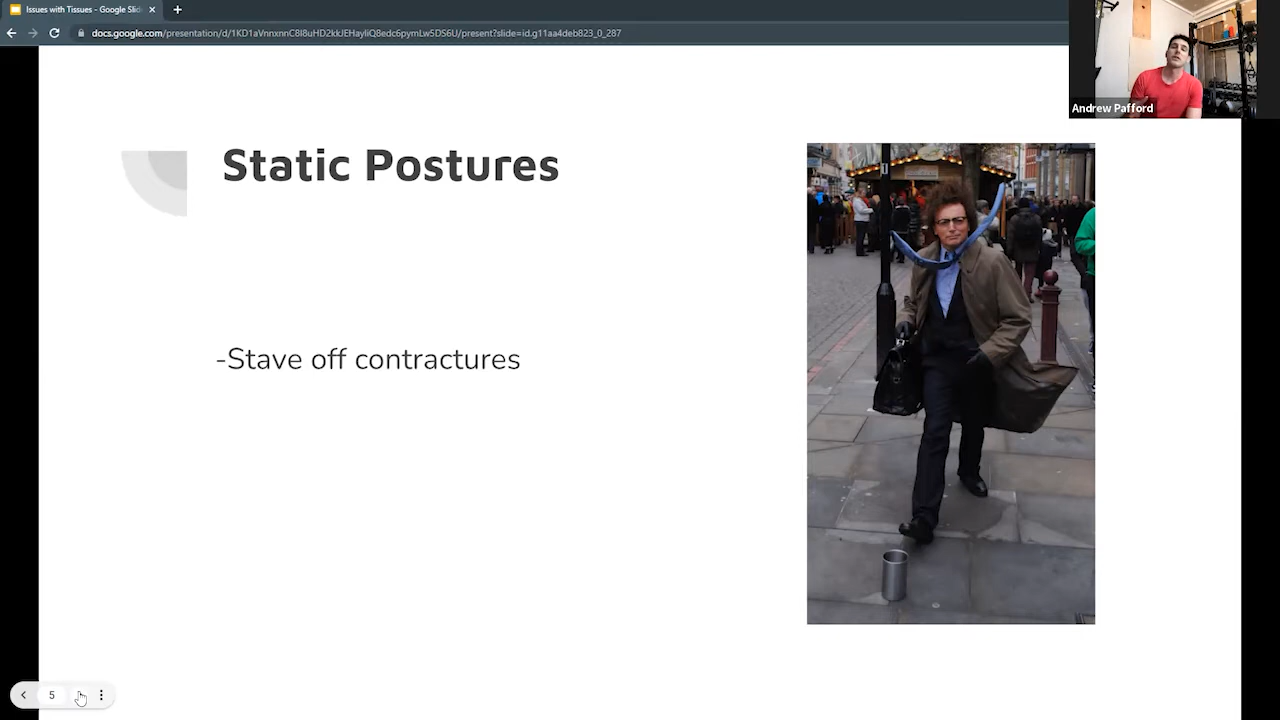 Issues with Tissues - Google Slid
docs.google.com/presentation/d/1KD1aVnnxnnC8I8uHD2kkJEHayliQ8edc6pymLw5DS6U/present?slide=id.g11aa4deb823_0_287
Andrew Pafford
Static Postures
-Stave off contractures
5